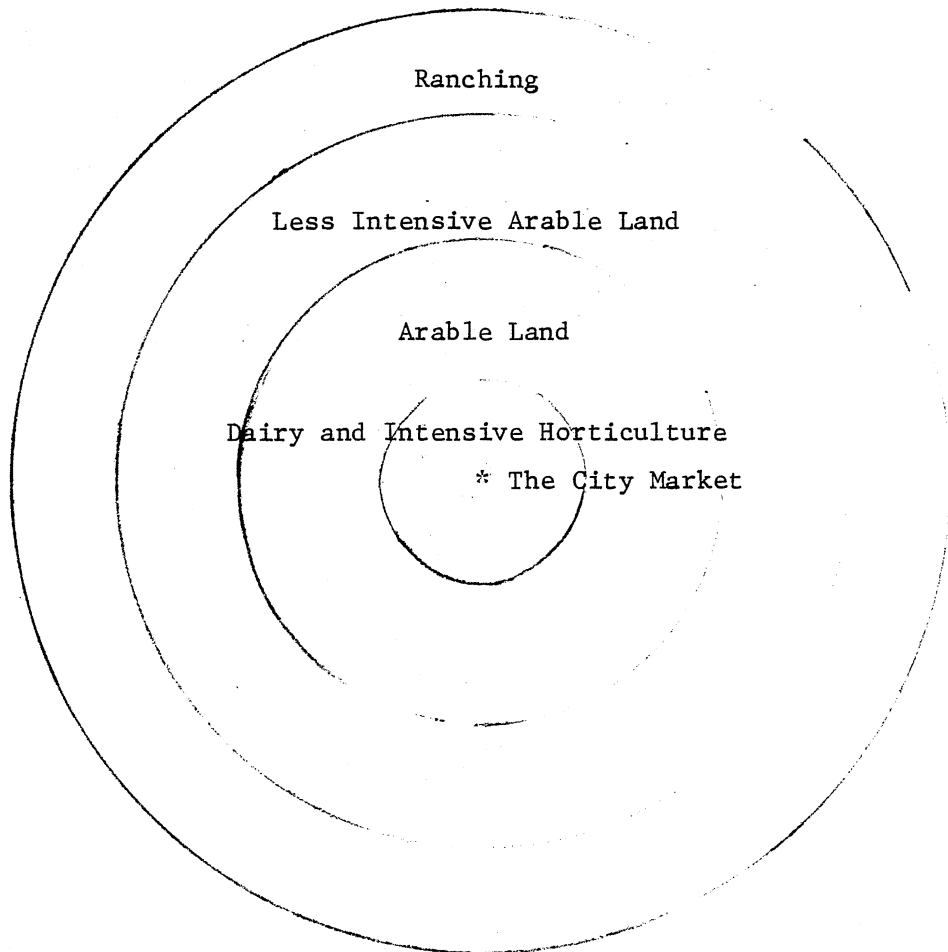 Ranching
Less Intensive Arable Land
Arable Land
Dairy and Intensive Horticulture
* The City Market